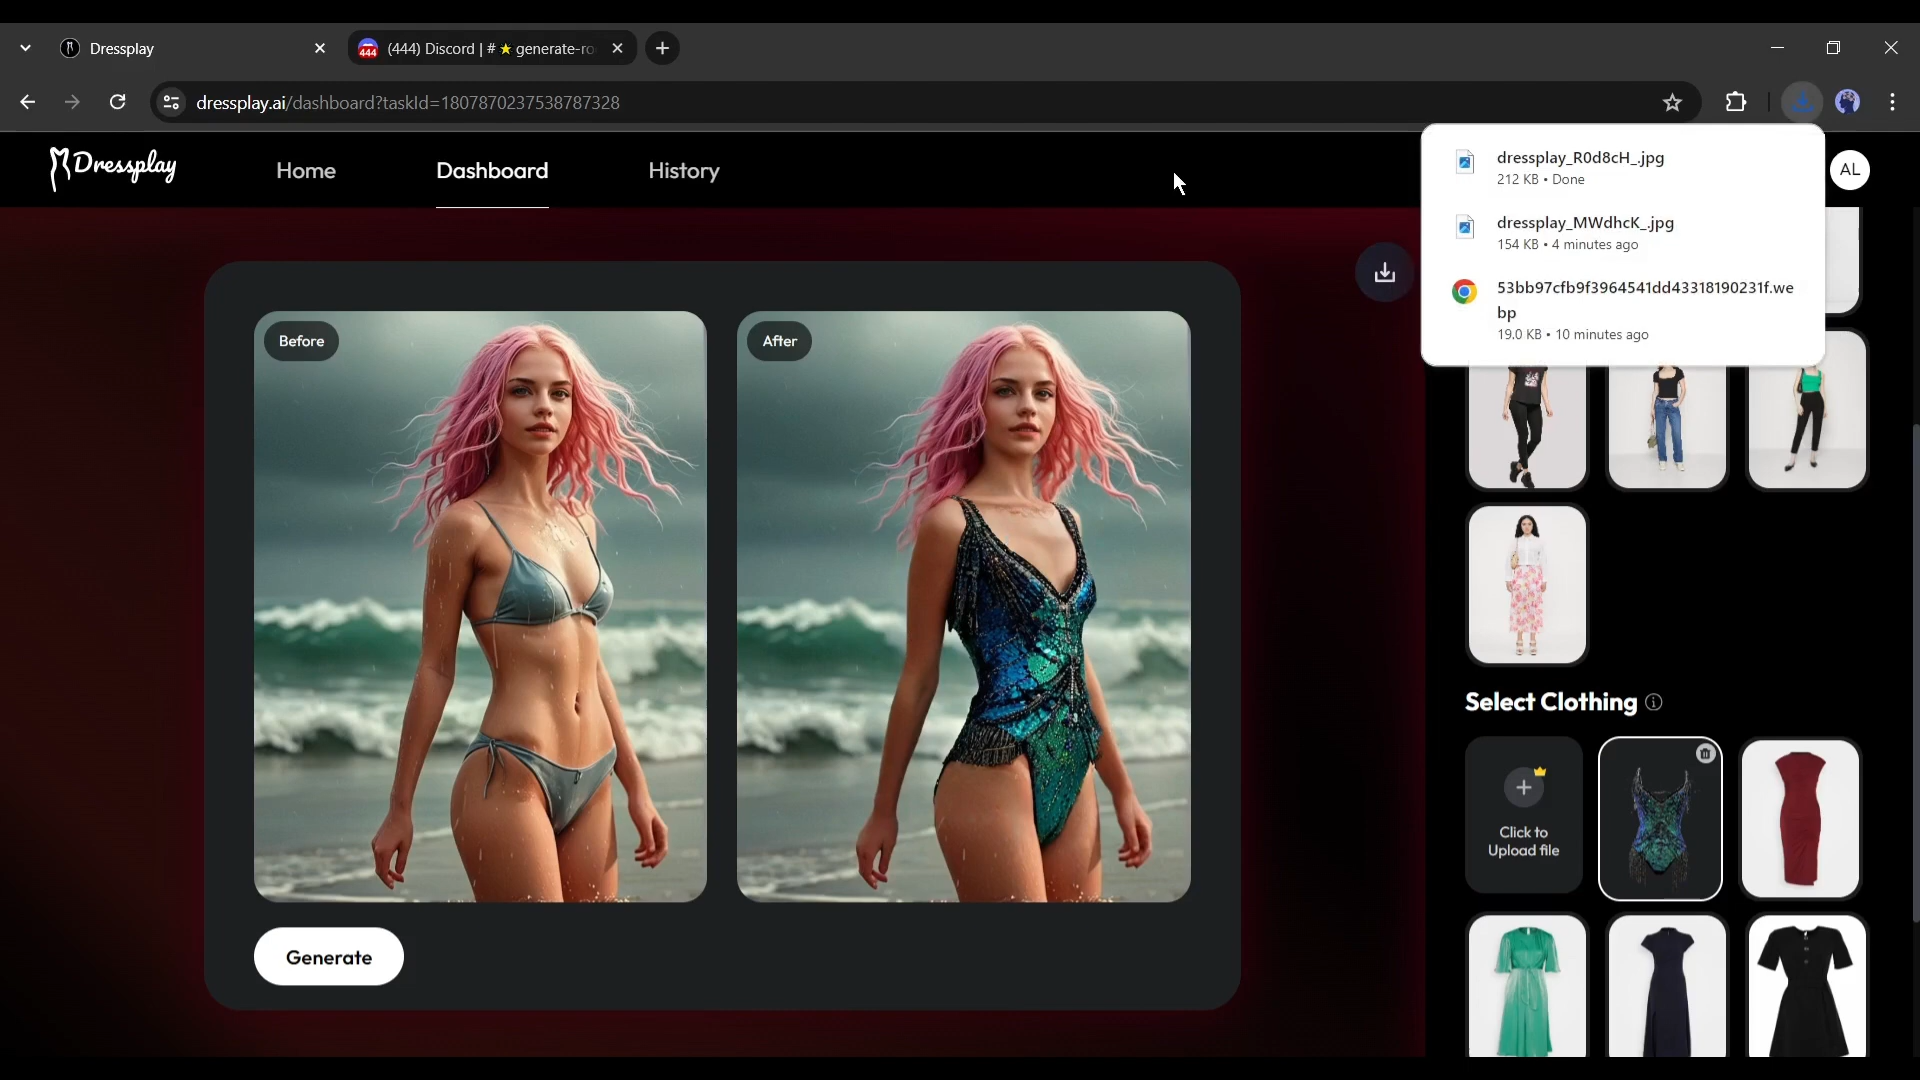 Dressplay
444
(444) Discord | # ★ generate-ro
dressplay.ai/dashboard?taskId=1807870237538787328
Dressplay
Home
Dashboard
History
AL
dressplay_R0d8cH_.jpg
212 KB • Done
dressplay_MWdhcK_.jpg
154 KB • 4 minutes ago
53bb97cfb9f3964541dd43318190231f.we
bp
19.0 KB • 10 minutes ago
Before
After
Select Clothing
Click to
Upload file
Generate